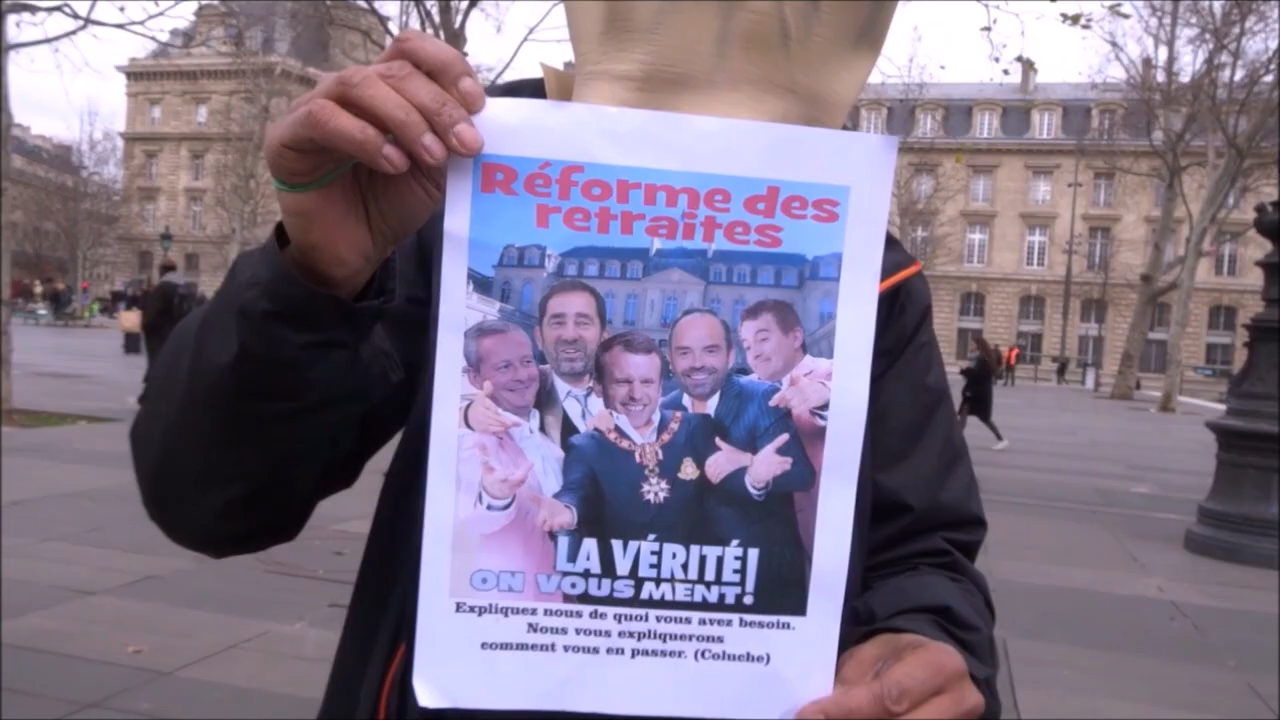 Réforme des
retraites
LA VÉRITÉ!
ON VOUS MENT!
Expliquez nous de quoi vous avez besoin.
Nous vous expliquerons
comment vous en passer. (Coluche)